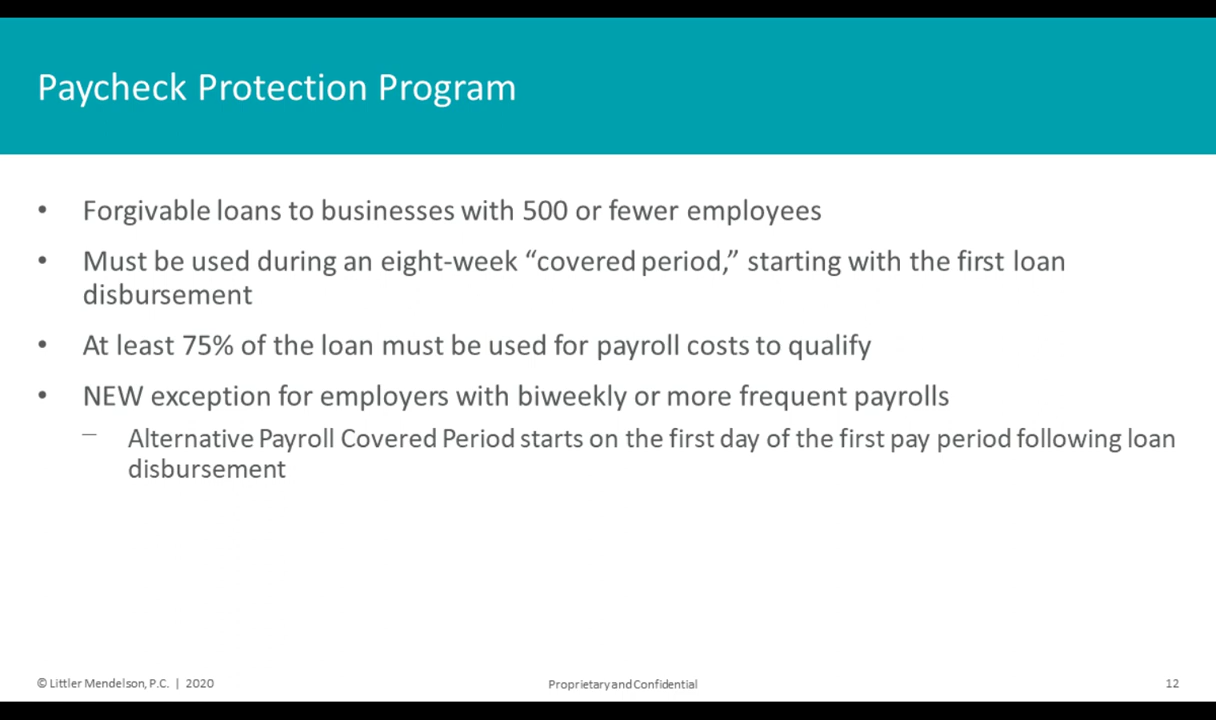 Paycheck Protection Program
• Forgivable loans to businesses with 500 or fewer employees
• Must be used during an eight-week “covered period,” starting with the first loan
disbursement
• At least 75% of the loan must be used for payroll costs to qualify
• NEW exception for employers with biweekly or more frequent payrolls
– Alternative Payroll Covered Period starts on the first day of the first pay period following loan
disbursement
© Littler Mendelson, P.C. | 2020
Proprietary and Confidential
12